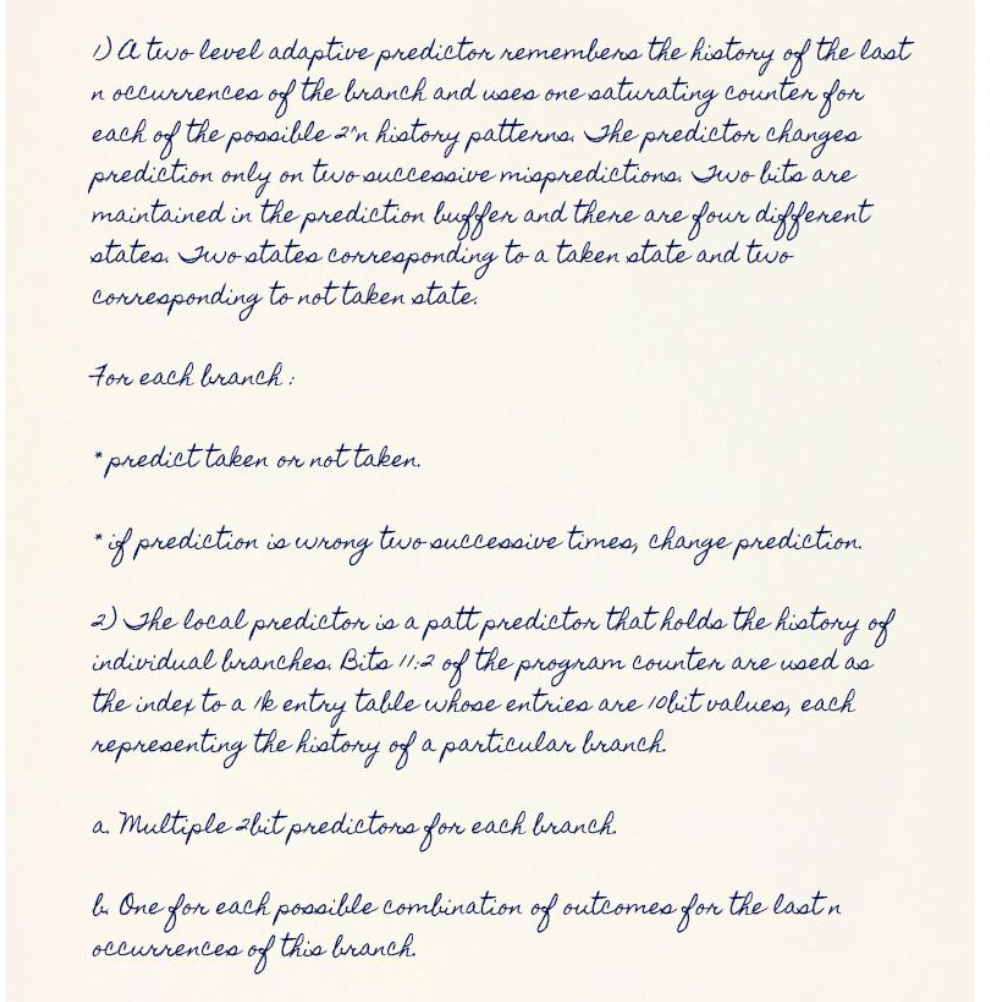 1) A two level adaptive predictor remembers the history of the last
n occurrences of the branch and uses one saturating counter for
each of the possible 2^n history patterns. The predictor changes
prediction only on two successive mispredictions. Two bits are
maintained in the prediction buffer and there are four different
states. Two states corresponding to a taken state and two
corresponding to not taken state.
For each branch :
* predict taken or not taken.
* if prediction is wrong two successive times, change prediction.
2) The local predictor is a patt predictor that holds the history of
individual branches. Bits 11:2 of the program counter are used as
the index to a 1k entry table whose entries are 10bit values, each
representing the history of a particular branch.
a. Multiple 2bit predictors for each branch.
b. One for each possible combination of outcomes for the last n
occurrences of this branch.